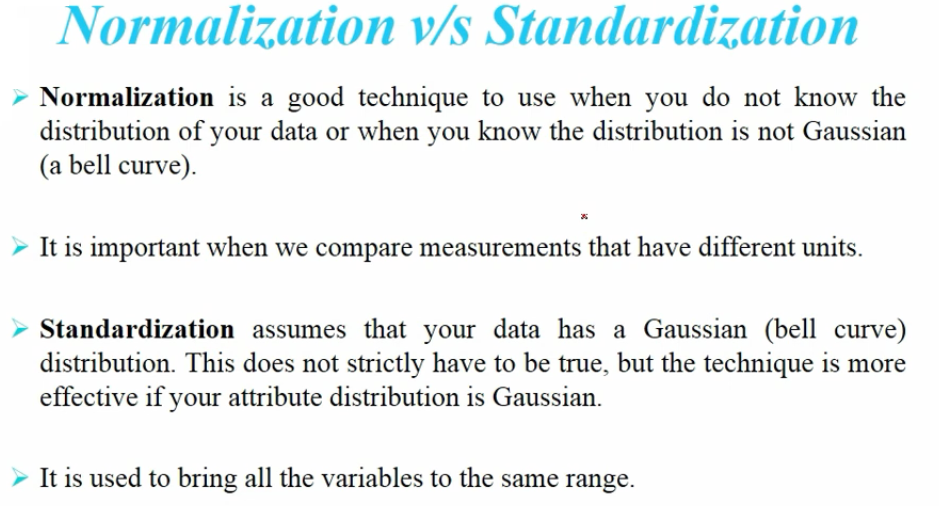 Normalization v/s Standardization
Normalization is a good technique to use when you do not know the
distribution of your data or when you know the distribution is not Gaussian
(a bell curve).
It is important when we compare measurements that have different units.
Standardization assumes that your data has a Gaussian (bell curve)
distribution. This does not strictly have to be true, but the technique is more
effective if your attribute distribution is Gaussian.
It is used to bring all the variables to the same range.